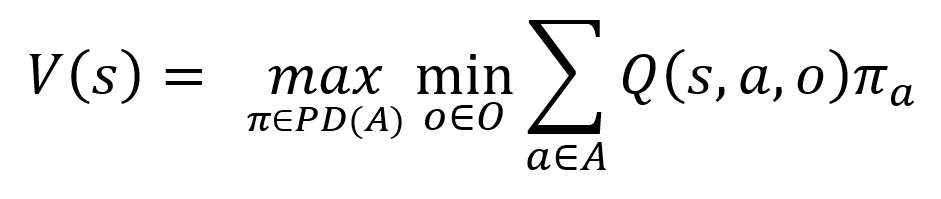 V(s) = max_{π∈PD(A)} min_{o∈O} ∑_{a∈A} Q(s, a, o)π_a